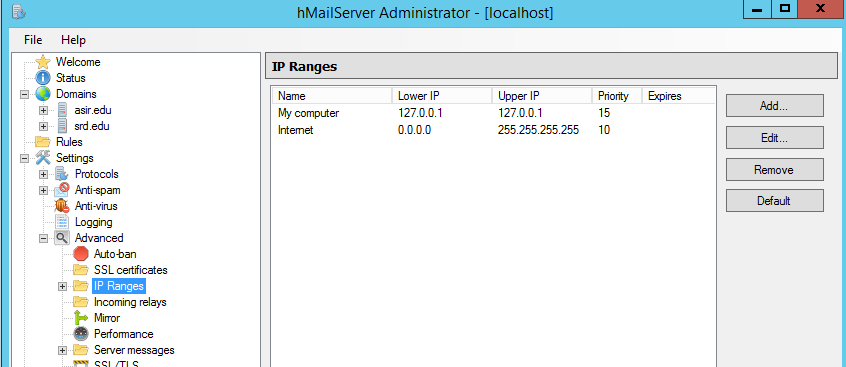 hMailServer Administrator - [localhost]
File Help
Welcome
Status
Domains
asir.edu
srd.edu
Rules
Settings
Protocols
Anti-spam
Anti-virus
Logging
Advanced
Auto-ban
SSL certificates
IP Ranges
Incoming relays
Mirror
Performance
Server messages
SSL/TLS
IP Ranges
Name Lower IP Upper IP Priority Expires
My computer 127.0.0.1 127.0.0.1 15
Internet 0.0.0.0 255.255.255.255 10
Add...
Edit...
Remove
Default